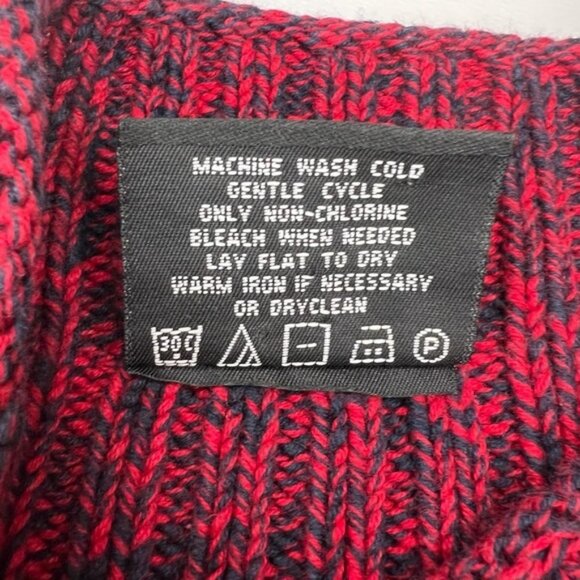 MACHINE WASH COLD
GENTLE CYCLE
ONLY NON-CHLORINE
BLEACH WHEN NEEDED
LAY FLAT TO DRY
WARM IRON IF NECESSARY
OR DRYCLEAN
30C P